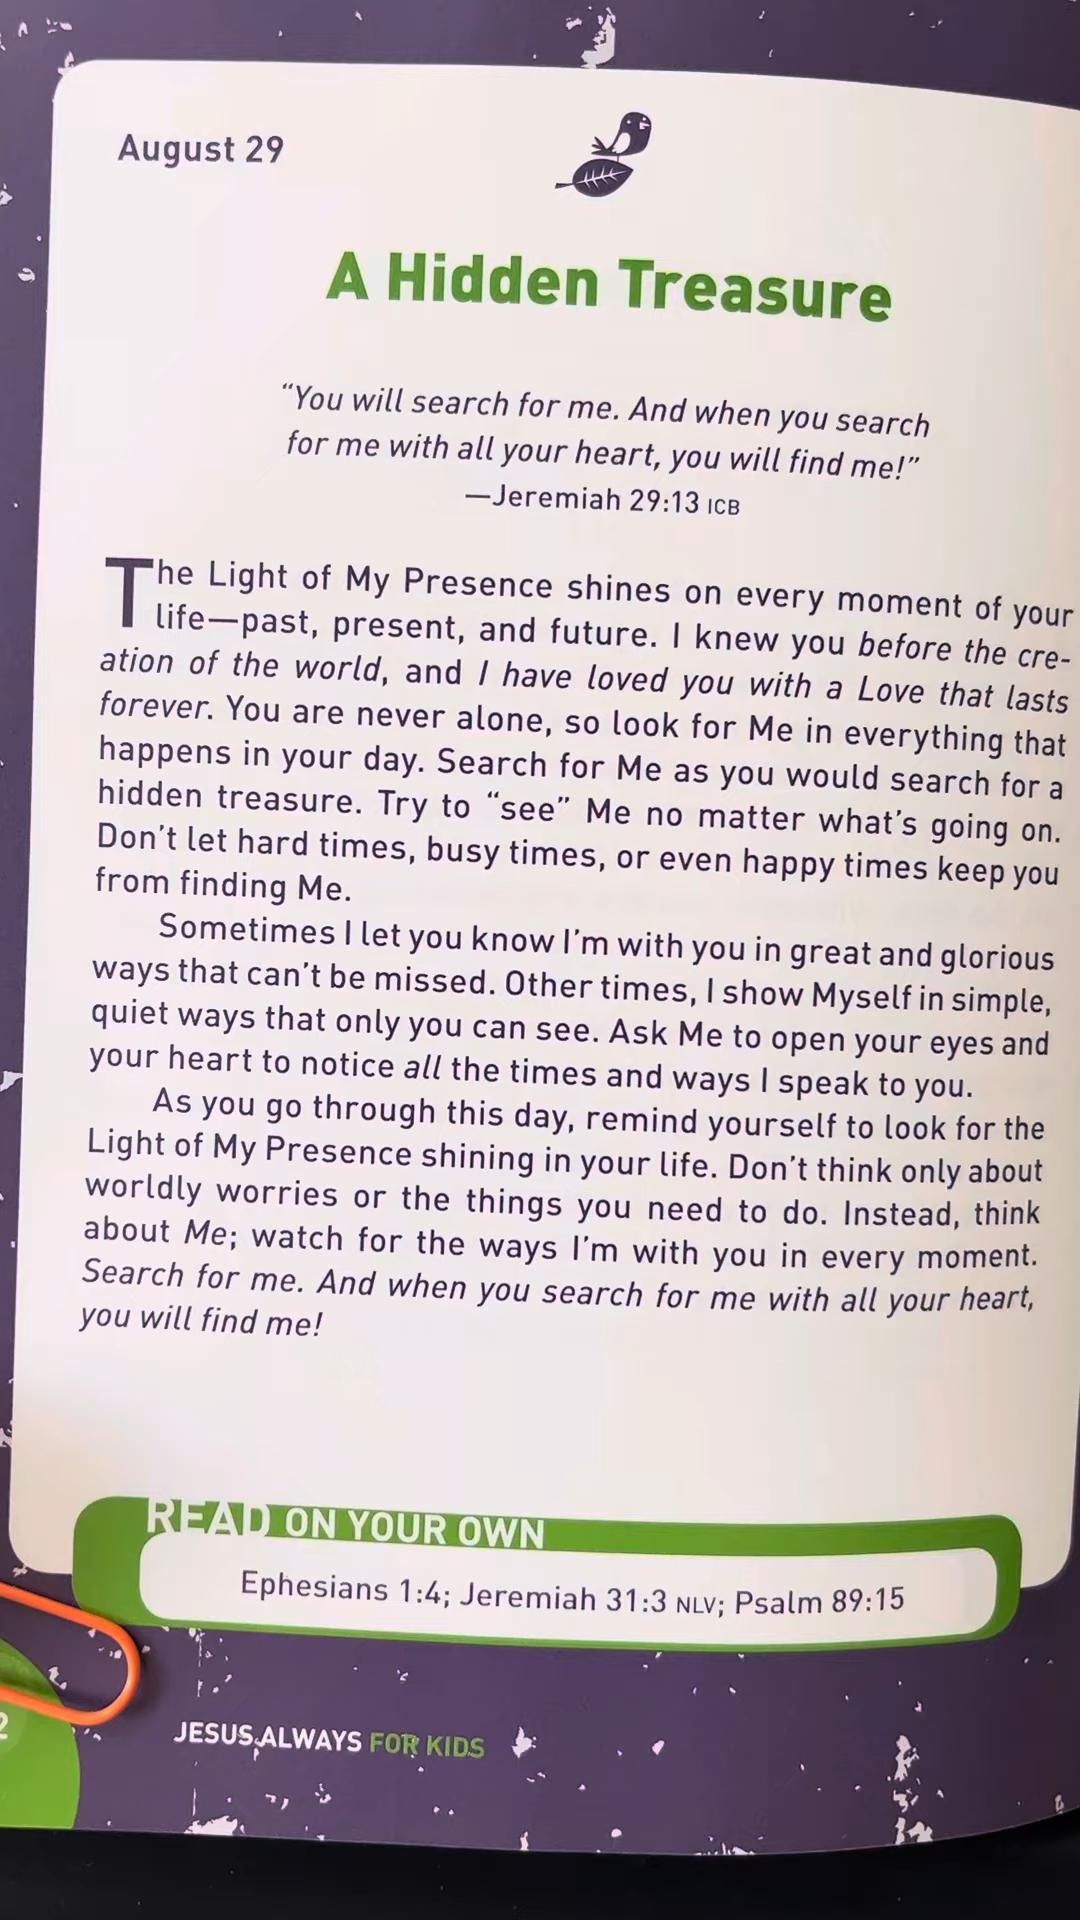 August 29
A Hidden Treasure
“You will search for me. And when you search
for me with all your heart, you will find me!”
—Jeremiah 29:13 ICB
The Light of My Presence shines on every moment of your
life—past, present, and future. I knew you before the cre-
ation of the world, and I have loved you with a Love that lasts
forever. You are never alone, so look for Me in everything that
happens in your day. Search for Me as you would search for a
hidden treasure. Try to “see” Me no matter what’s going on.
Don’t let hard times, busy times, or even happy times keep you
from finding Me.
Sometimes I let you know I’m with you in great and glorious
ways that can’t be missed. Other times, I show Myself in simple,
quiet ways that only you can see. Ask Me to open your eyes and
your heart to notice all the times and ways I speak to you.
As you go through this day, remind yourself to look for the
Light of My Presence shining in your life. Don’t think only about
worldly worries or the things you need to do. Instead, think
about Me; watch for the ways I’m with you in every moment.
Search for me. And when you search for me with all your heart,
you will find me!
READ ON YOUR OWN
Ephesians 1:4; Jeremiah 31:3 NLV; Psalm 89:15
2
JESUS ALWAYS FOR KIDS